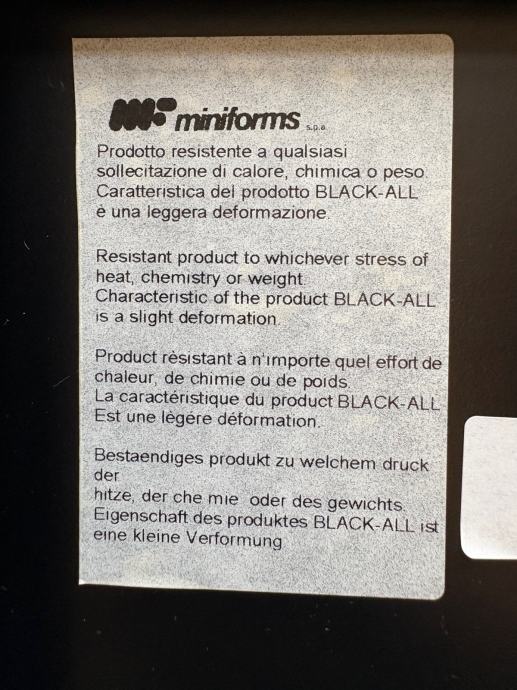 miniforms s.p.a.
Prodotto resistente a qualsiasi
sollecitazione di calore, chimica o peso.
Caratteristica del prodotto BLACK-ALL
è una leggera deformazione.
Resistant product to whichever stress of
heat, chemistry or weight.
Characteristic of the product BLACK-ALL
is a slight deformation.
Product rèsistant à n'importe quel effort de
chaleur, de chimie ou de poids.
La caractéristique du product BLACK-ALL
Est une lègére déformation.
Bestaendiges produkt zu welchem druck
der
hitze, der che mie oder des gewichts.
Eigenschaft des produktes BLACK-ALL ist
eine kleine Verformung